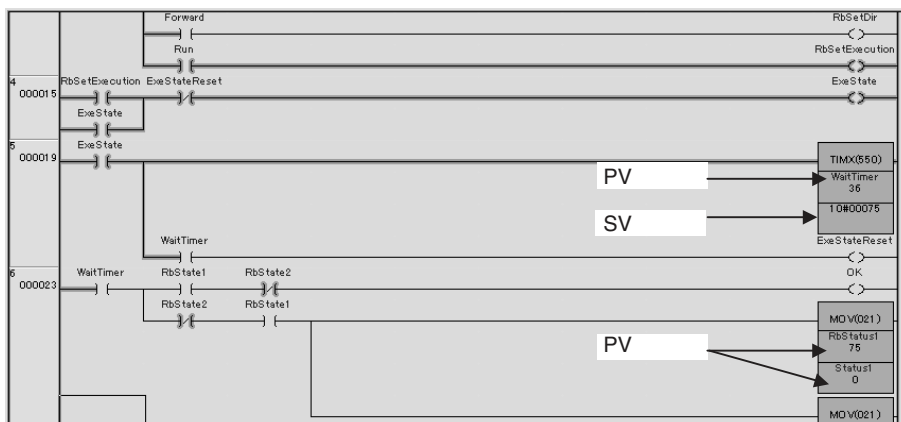 Forward RbSetDir
Run RbSetExecution
4
000015 RbSetExecution ExeStateReset ExeState
ExeState
5
000019 ExeState
TIMX(550)
PV WaitTimer
36
SV 10#00075
WaitTimer ExeStateReset
6
000023 WaitTimer RbState1 RbState2 OK
RbState2 RbState1
MOV(021)
PV RbStatus1
75
Status1
0
MOV(021)